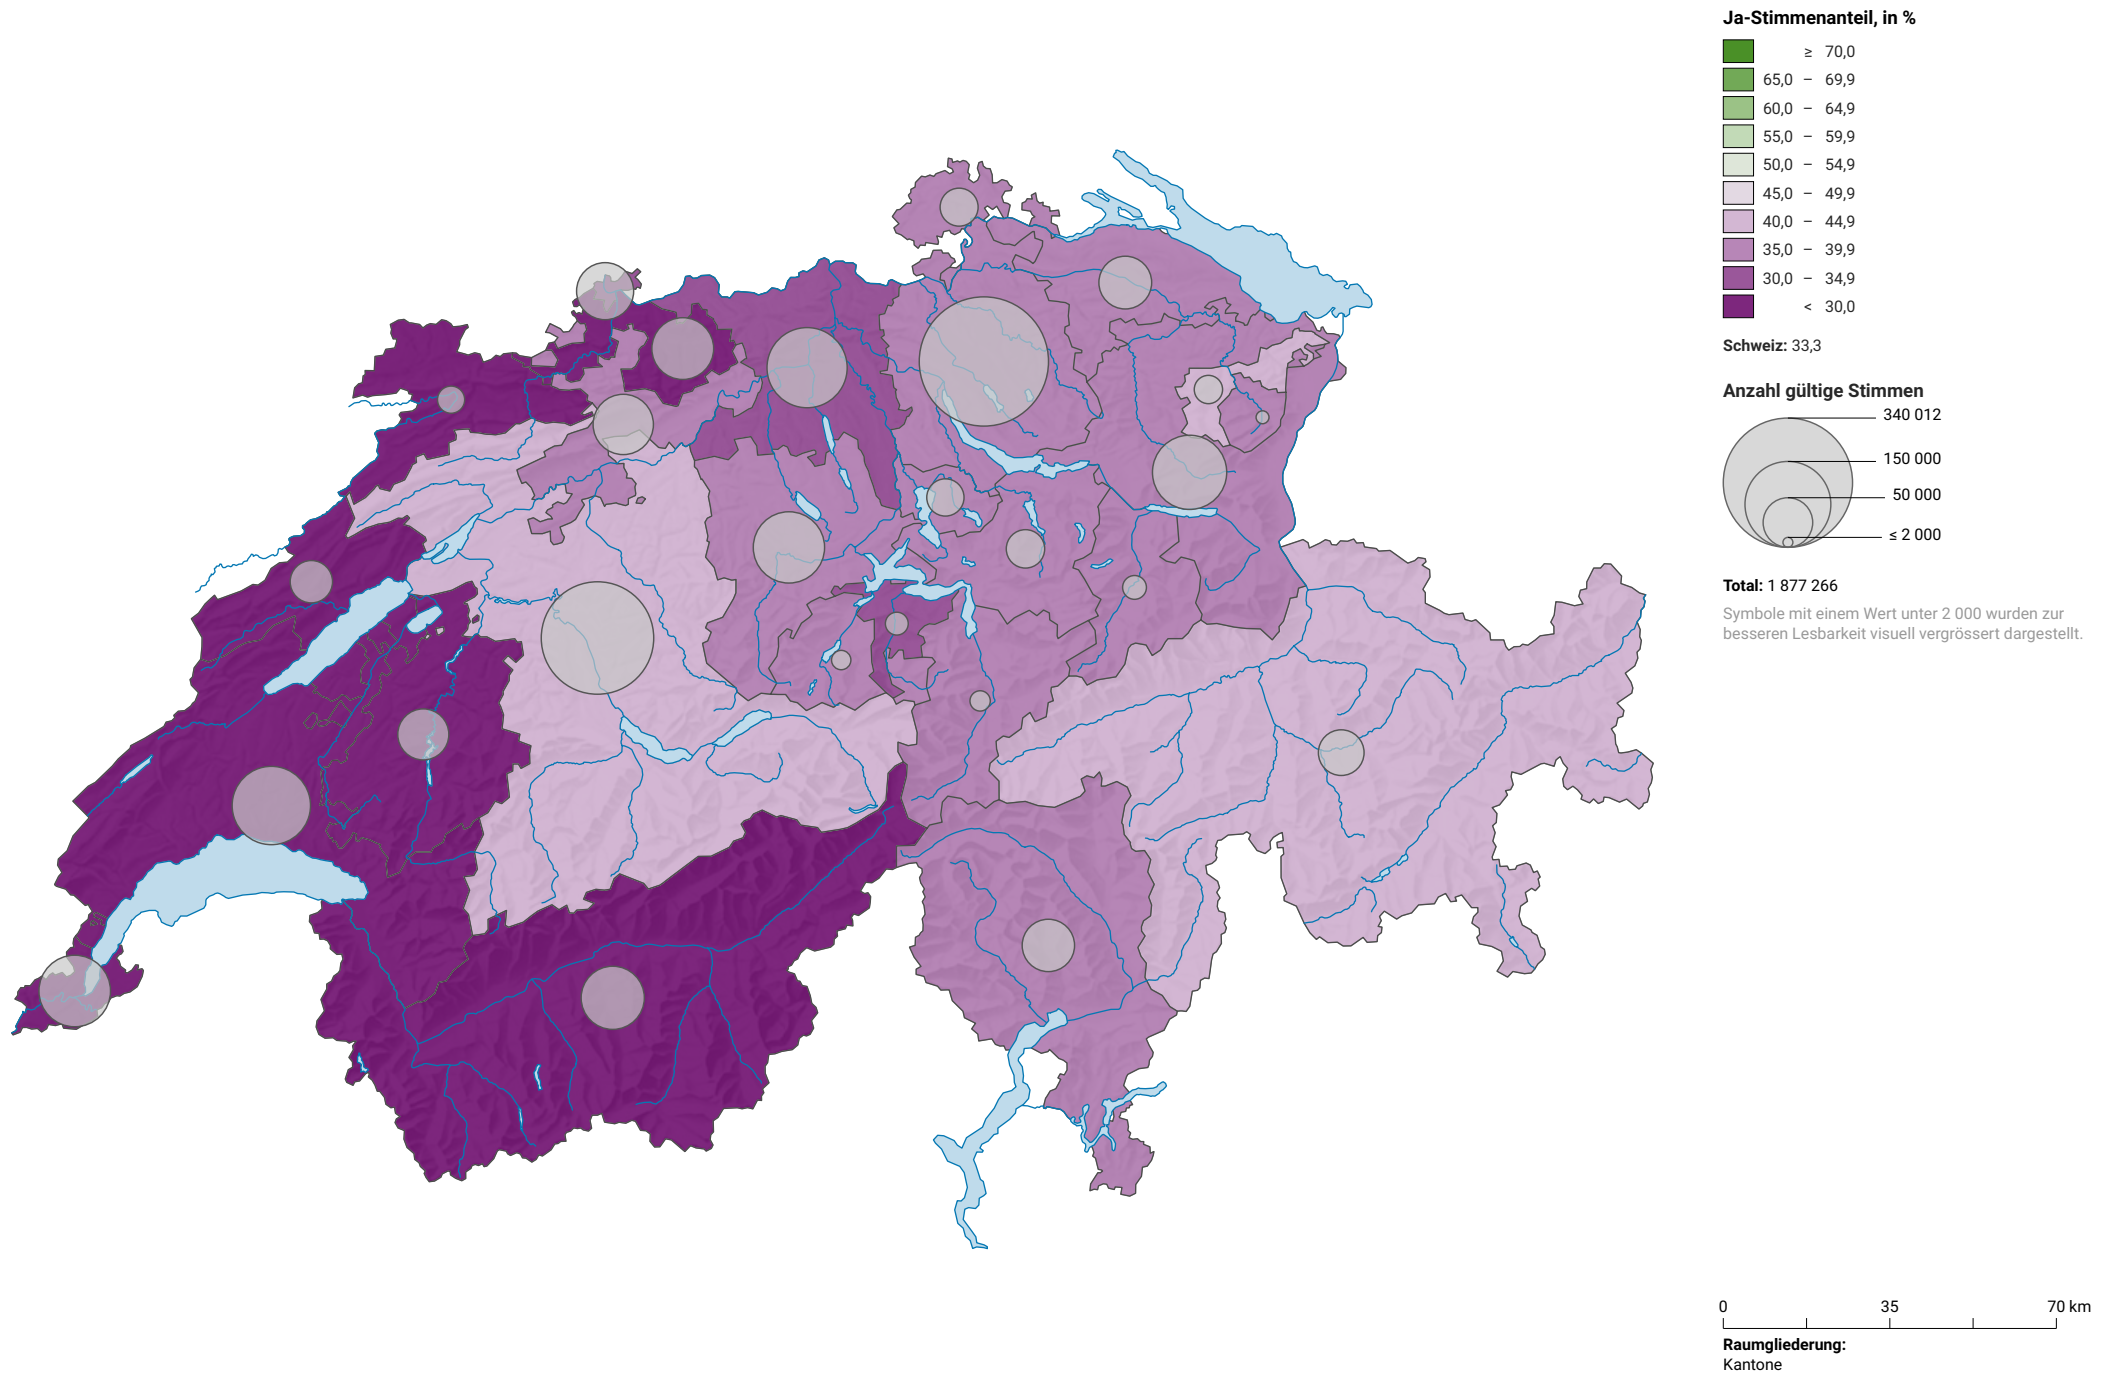 Ja-Stimmenanteil, in %
≥ 70,0
65,0 – 69,9
60,0 – 64,9
55,0 – 59,9
50,0 – 54,9
45,0 – 49,9
40,0 – 44,9
35,0 – 39,9
30,0 – 34,9
< 30,0
Schweiz: 33,3
Anzahl gültige Stimmen
340 012
150 000
50 000
≤ 2 000
Total: 1 877 266
Symbole mit einem Wert unter 2 000 wurden zur
besseren Lesbarkeit visuell vergrössert dargestellt.
0 35 70 km
Raumgliederung:
Kantone